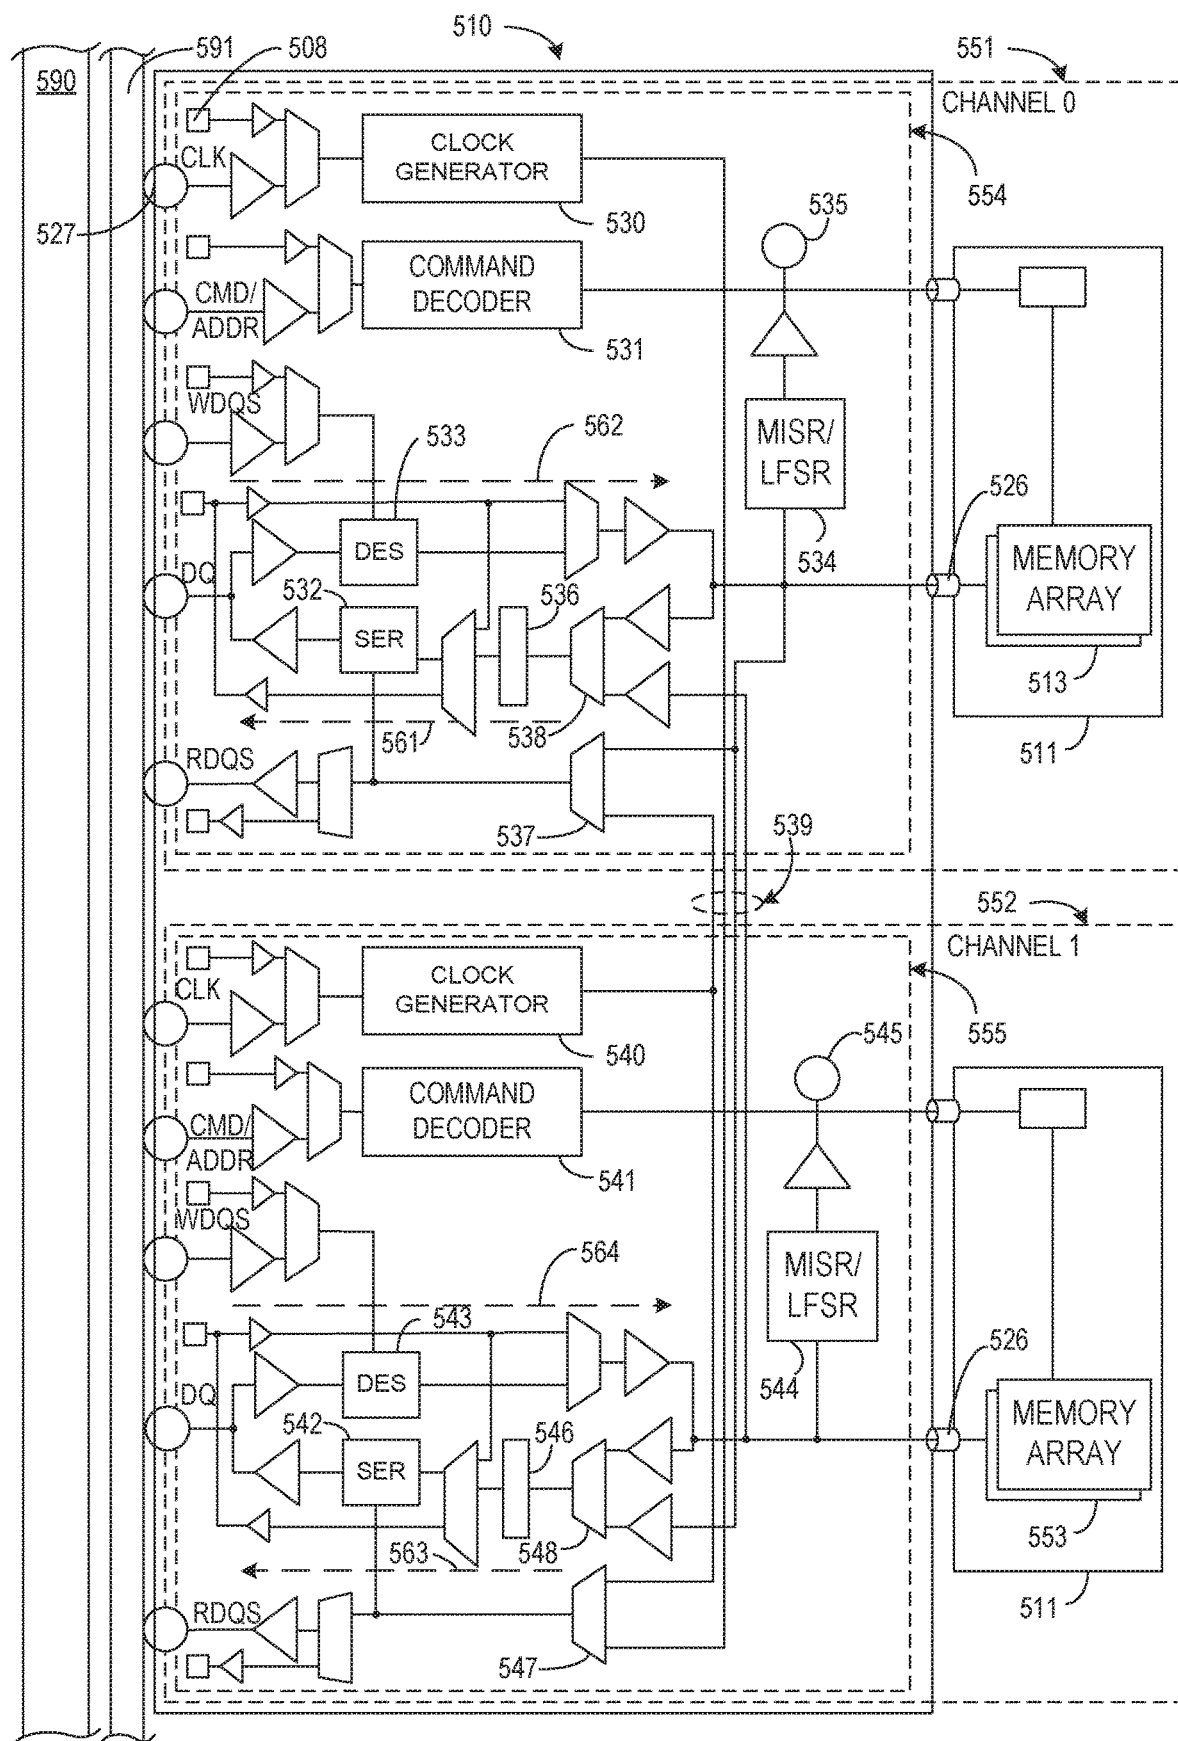 510
590
591
508
551
CHANNEL 0
CLK
CLOCK
GENERATOR
530
554
527
535
CMD/
ADDR
COMMAND
DECODER
531
WDQS
533
562
MISR/
LFSR
534
526
DES
DQ
532
536
MEMORY
ARRAY
SER
513
561
538
511
RDQS
537
539
552
CHANNEL 1
CLK
CLOCK
GENERATOR
540
555
545
CMD/
ADDR
COMMAND
DECODER
541
WDQS
564
MISR/
LFSR
543
544
526
DES
DQ
542
546
MEMORY
ARRAY
SER
553
563
548
511
RDQS
547